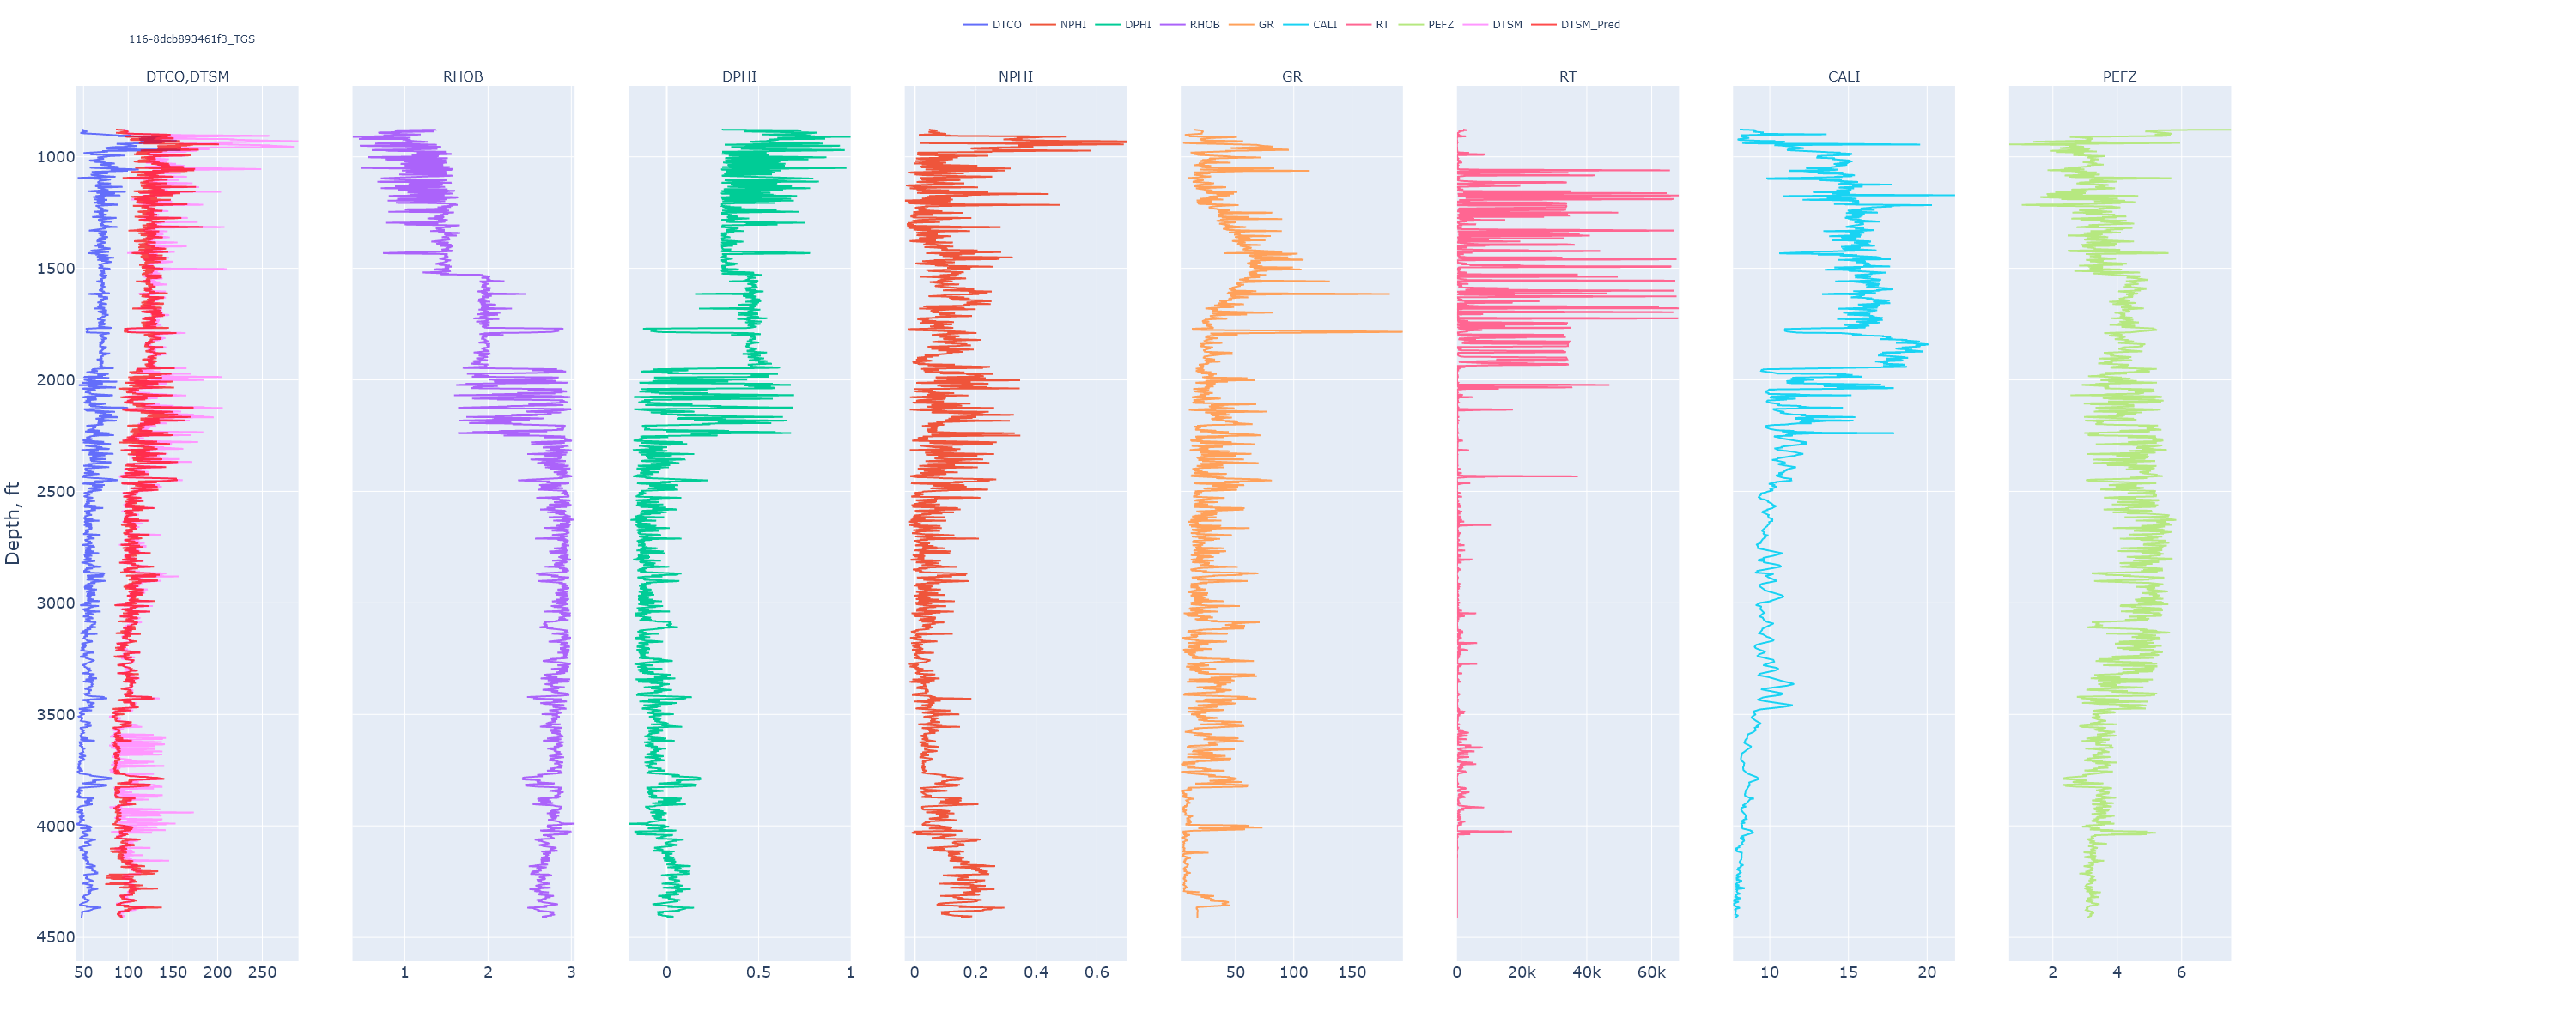 DTCO NPHI DPHI RHOB GR CALI RT PEFZ DTSM DTSM_Pred
116-8dcb893461f3_TGS
DTCO,DTSM RHOB DPHI NPHI GR RT CALI PEFZ
Depth, ft
1000
1500
2000
2500
3000
3500
4000
4500
50 100 150 200 250 1 2 3 0 0.5 1 0 0.2 0.4 0.6 50 100 150 0 20k 40k 60k 10 15 20 2 4 6